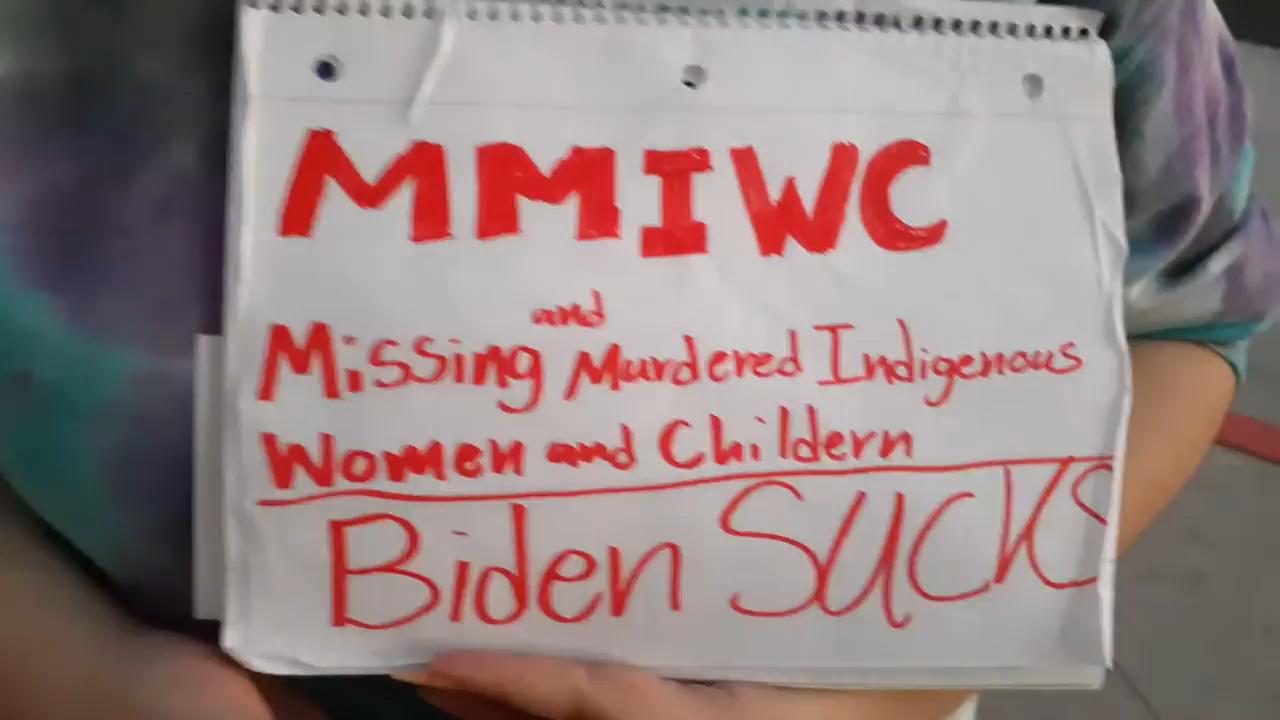 MMIWC
and
Missing Murdered Indigenous
Women and Childern
Biden Sucks